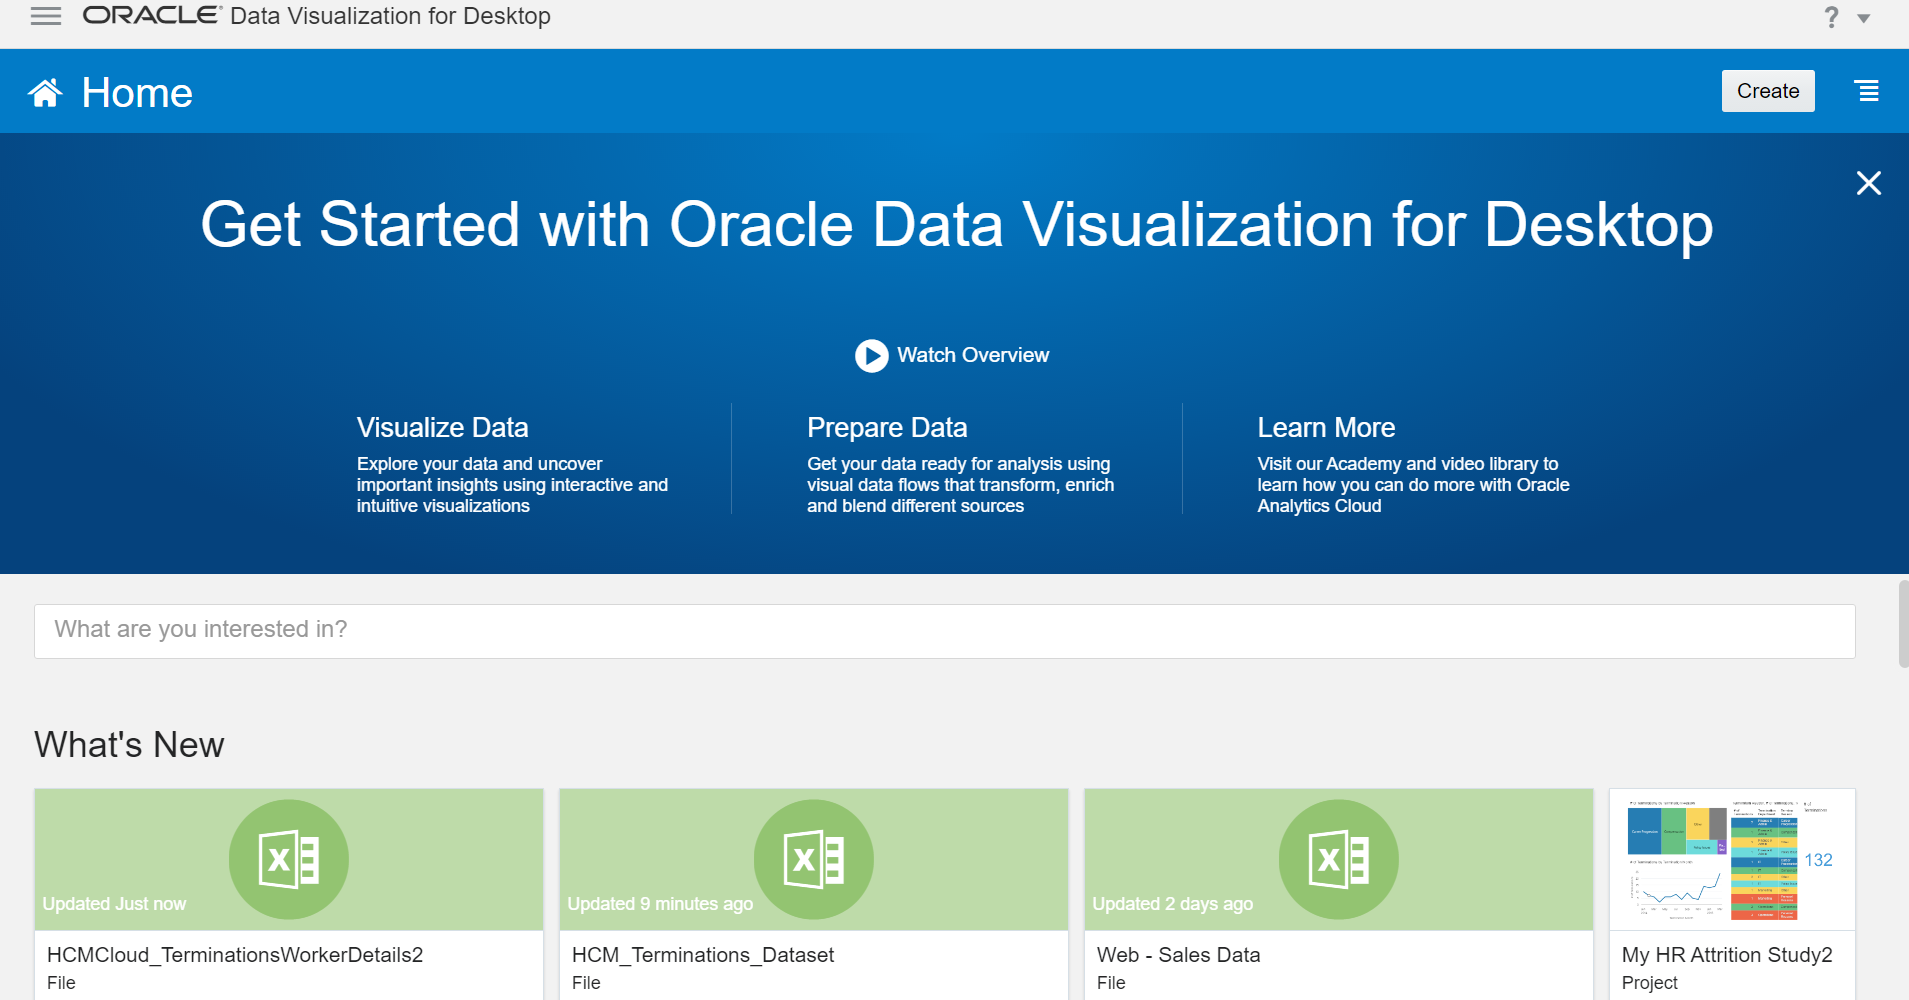 ORACLE® Data Visualization for Desktop
?
Home
Create
Get Started with Oracle Data Visualization for Desktop
Watch Overview
Visualize Data
Explore your data and uncover
important insights using interactive and
intuitive visualizations
Prepare Data
Get your data ready for analysis using
visual data flows that transform, enrich
and blend different sources
Learn More
Visit our Academy and video library to
learn how you can do more with Oracle
Analytics Cloud
What are you interested in?
What's New
Updated Just now
HCMCloud_TerminationsWorkerDetails2
File
Updated 9 minutes ago
HCM_Terminations_Dataset
File
Updated 2 days ago
Web - Sales Data
File
132
My HR Attrition Study2
Project